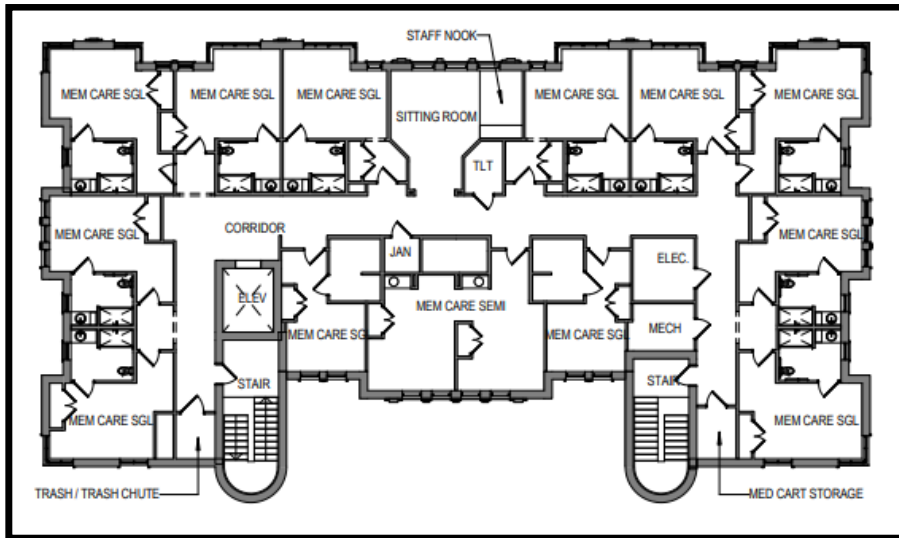 STAFF NOOK
MEM CARE SGL
MEM CARE SGL
MEM CARE SGL
MEM CARE SGL
MEM CARE SGL
MEM CARE SGL
SITTING ROOM
TLT
MEM CARE SGL
CORRIDOR
MEM CARE SGL
JAN
ELEC.
ELEV
MEM CARE SEMI
MEM CARE SGL
MEM CARE SGL
MECH
STAIR
STAIR
MEM CARE SGL
MEM CARE SGL
TRASH / TRASH CHUTE
MED CART STORAGE